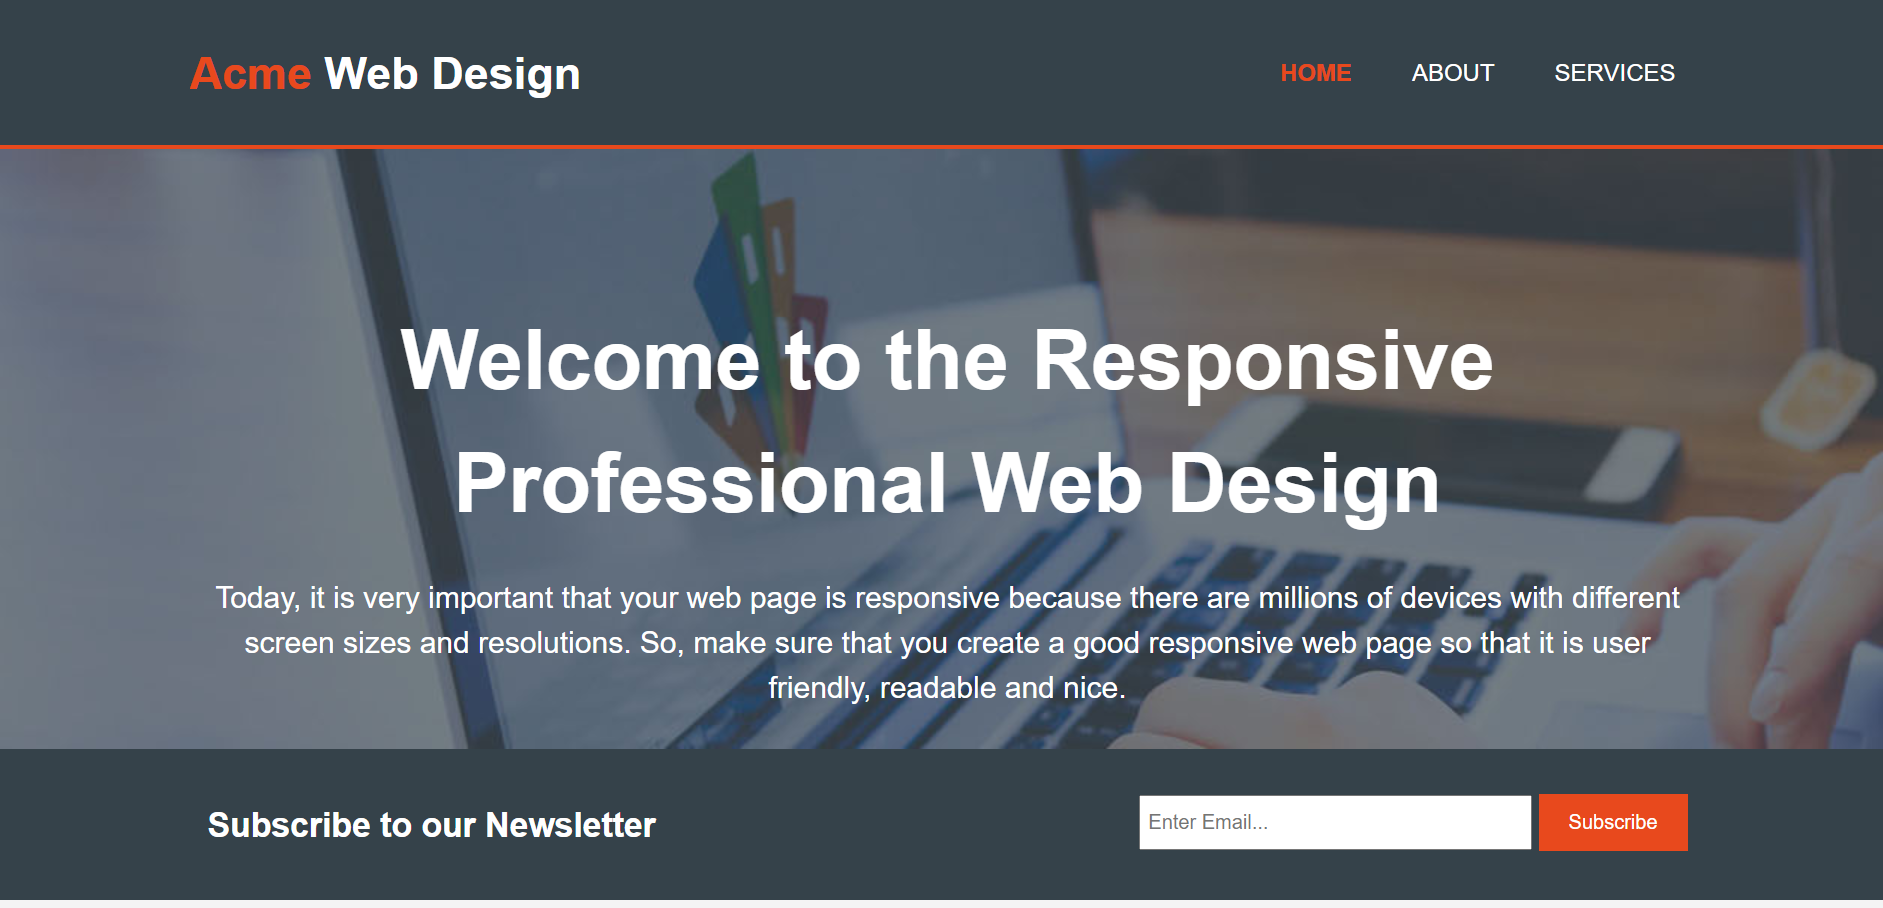 Acme Web Design
HOME ABOUT SERVICES
Welcome to the Responsive
Professional Web Design
Today, it is very important that your web page is responsive because there are millions of devices with different
screen sizes and resolutions. So, make sure that you create a good responsive web page so that it is user
friendly, readable and nice.
Subscribe to our Newsletter
Enter Email...
Subscribe